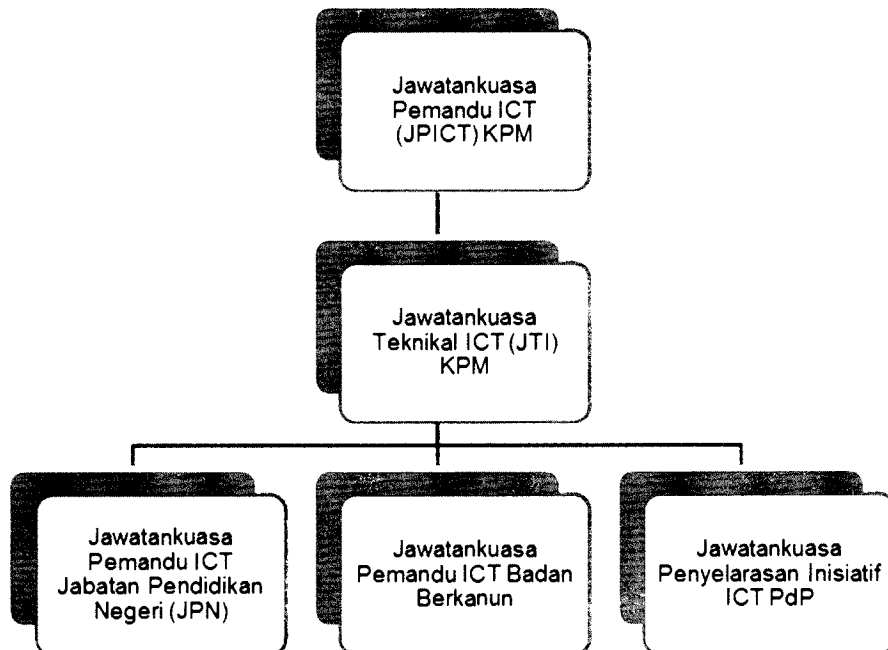 Jawatankuasa
Pemandu ICT
(JPICT) KPM
Jawatankuasa
Teknikal ICT (JTI)
KPM
Jawatankuasa
Pemandu ICT
Jabatan Pendidikan
Negeri (JPN)
Jawatankuasa
Pemandu ICT Badan
Berkanun
Jawatankuasa
Penyelarasan Inisiatif
ICT PdP